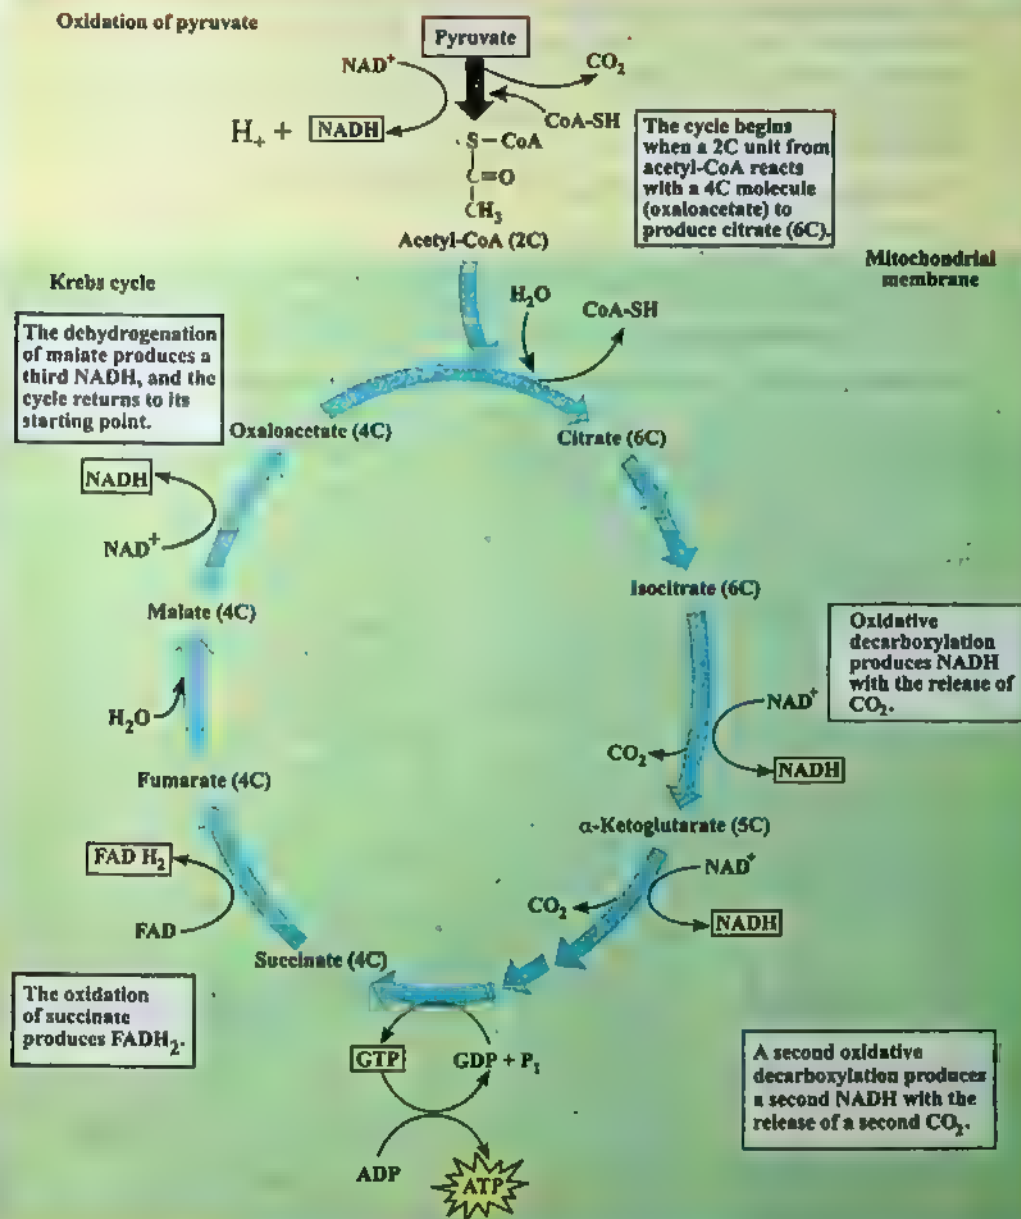 Oxidation of pyruvate
Pyruvate
NAD⁺
CO₂
CoA-SH
H₊ + NADH
S–CoA
C=O
CH₃
Acetyl-CoA (2C)
The cycle begins
when a 2C unit from
acetyl-CoA reacts
with a 4C molecule
(oxaloacetate) to
produce citrate (6C).
Mitochondrial
membrane
Krebs cycle
H₂O
CoA-SH
The dehydrogenation
of malate produces a
third NADH, and the
cycle returns to its
starting point.
Oxaloacetate (4C)
Citrate (6C)
NADH
NAD⁺
Isocitrate (6C)
Malate (4C)
Oxidative
decarboxylation
produces NADH
with the release of
CO₂.
NAD⁺
H₂O
CO₂
NADH
Fumarate (4C)
α-Ketoglutarate (5C)
FAD H₂
NAD⁺
CO₂
NADH
FAD
Succinate (4C)
The oxidation
of succinate
produces FADH₂.
GTP
GDP + P₁
A second oxidative
decarboxylation produces
a second NADH with the
release of a second CO₂.
ADP
ATP